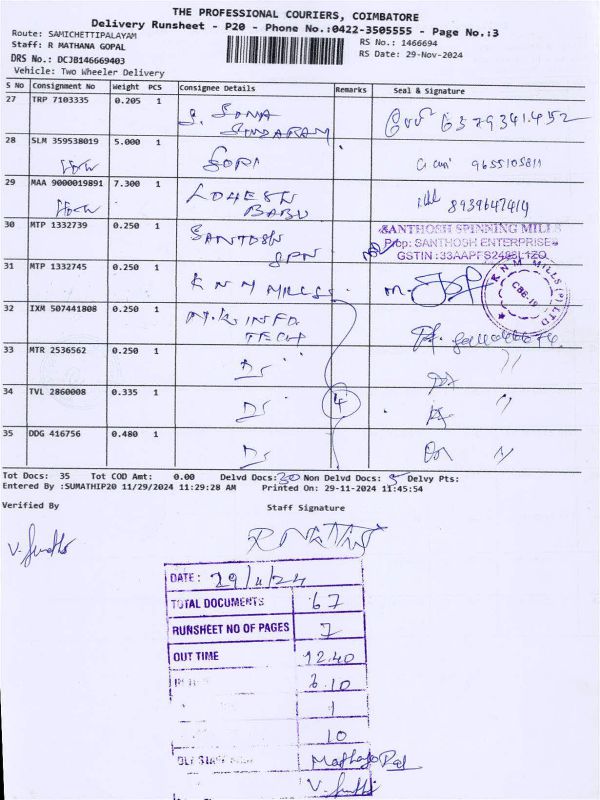 THE PROFESSIONAL COURIERS, COIMBATORE
Delivery Runsheet - P20 - Phone No.:0422-3505555 - Page No.:3
Route: SAMICHETTIPALAYAM
Staff: R MATHANA GOPAL
RS No.: 1466694
DRS No.: DCJB146669403
RS Date: 29-Nov-2024
Vehicle: Two Wheeler Delivery
S No Consignment No Weight PCS Consignee Details Remarks Seal & Signature
27 TRP 7103335 0.205 1 SUNDARAM
28 SLM 359538019 5.000 1 GORI 9655105811
29 MAA 9000019891 7.300 1 LOHESH BABU 8939647414
30 MTP 1332739 0.250 1 SANTOSH SPN
SANTHOSH SPINNING MILLS
Prop: SANTHOSH ENTERPRISES
31 MTP 1332745 0.250 1 K N M MILLS
K N M MILLS (P) LTD
CBE-19
32 IXM 507441808 0.250 1 INFO TECH
33 MTR 2536562 0.250 1 Ds
34 TVL 2860008 0.335 1 Ds 4
35 DDG 416756 0.480 1 Ds
Tot Docs: 35 Tot COD Amt: 0.00 Delvd Docs: 30 Non Delvd Docs: 5 Delvy Pts:
Entered By :SUMATHIP20 11/29/2024 11:29:28 AM Printed On: 29-11-2024 11:45:54
Verified By Staff Signature
DATE: 29/11/24
TOTAL DOCUMENTS 67
RUNSHEET NO OF PAGES 7
OUT TIME 12.40
1
10